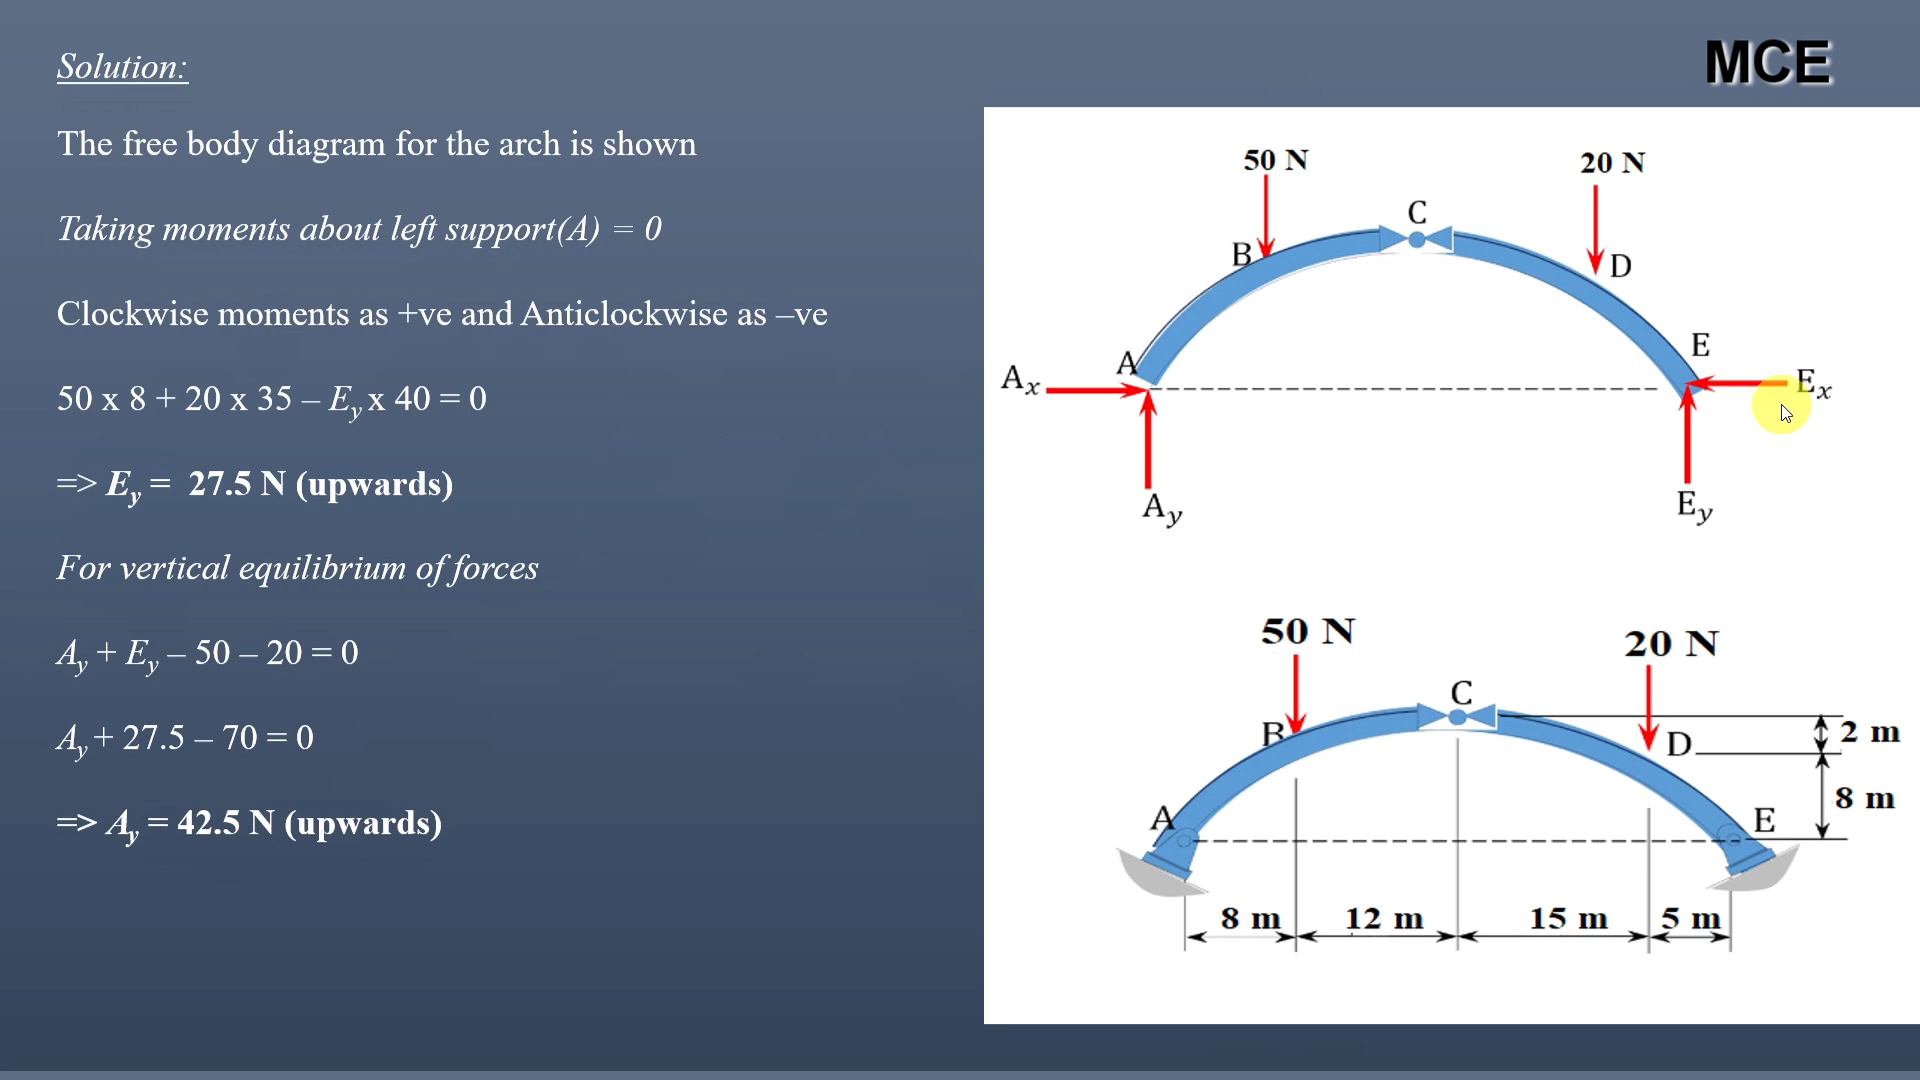 Solution:
MCE
The free body diagram for the arch is shown
Taking moments about left support(A) = 0
Clockwise moments as +ve and Anticlockwise as –ve
50 x 8 + 20 x 35 – Ey x 40 = 0
=> Ey = 27.5 N (upwards)
For vertical equilibrium of forces
Ay + Ey – 50 – 20 = 0
Ay + 27.5 – 70 = 0
=> Ay = 42.5 N (upwards)
50 N
20 N
C
B
D
E
A
Ax
Ex
Ay
Ey
50 N
20 N
C
B
D
2 m
8 m
A
E
8 m
12 m
15 m
5 m